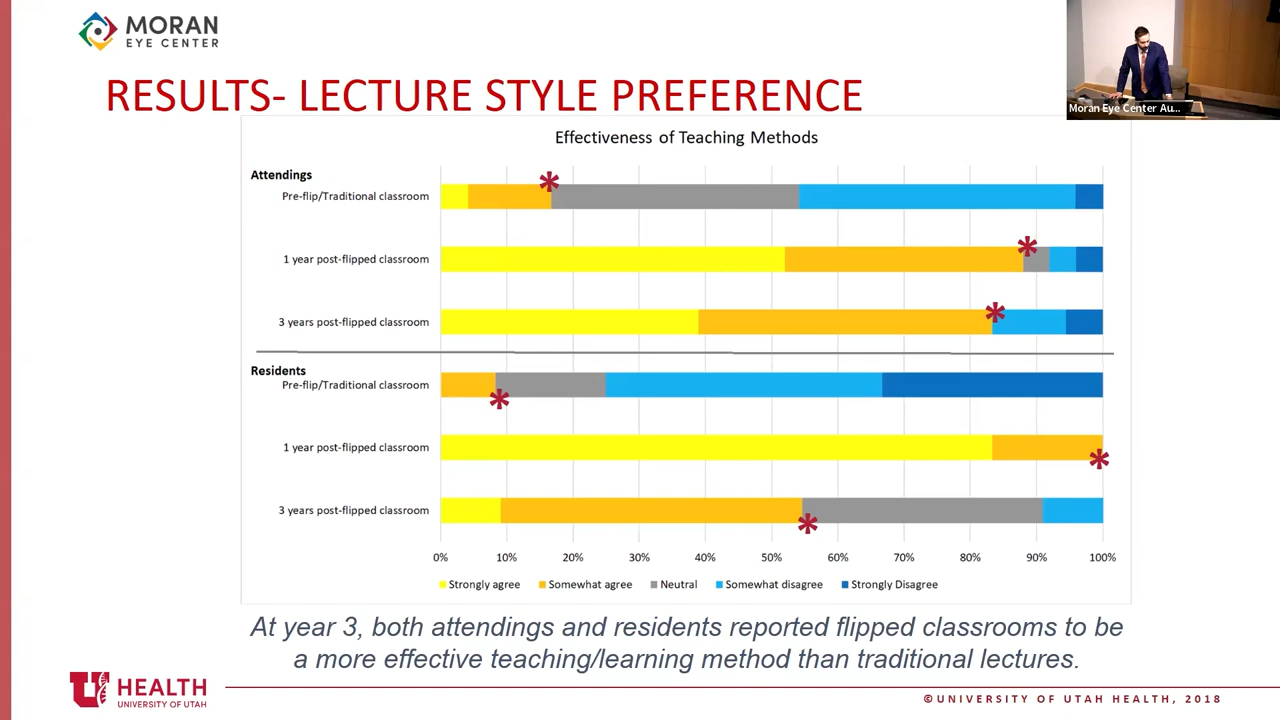 MORAN
EYE CENTER
Moran Eye Center Au...
RESULTS- LECTURE STYLE PREFERENCE
Effectiveness of Teaching Methods
Attendings
Pre-flip/Traditional classroom
1 year post-flipped classroom
3 years post-flipped classroom
Residents
Pre-flip/Traditional classroom
1 year post-flipped classroom
3 years post-flipped classroom
0% 10% 20% 30% 40% 50% 60% 70% 80% 90% 100%
Strongly agree Somewhat agree Neutral Somewhat disagree Strongly Disagree
At year 3, both attendings and residents reported flipped classrooms to be
a more effective teaching/learning method than traditional lectures.
U HEALTH
UNIVERSITY OF UTAH
©UNIVERSITY OF UTAH HEALTH, 2018